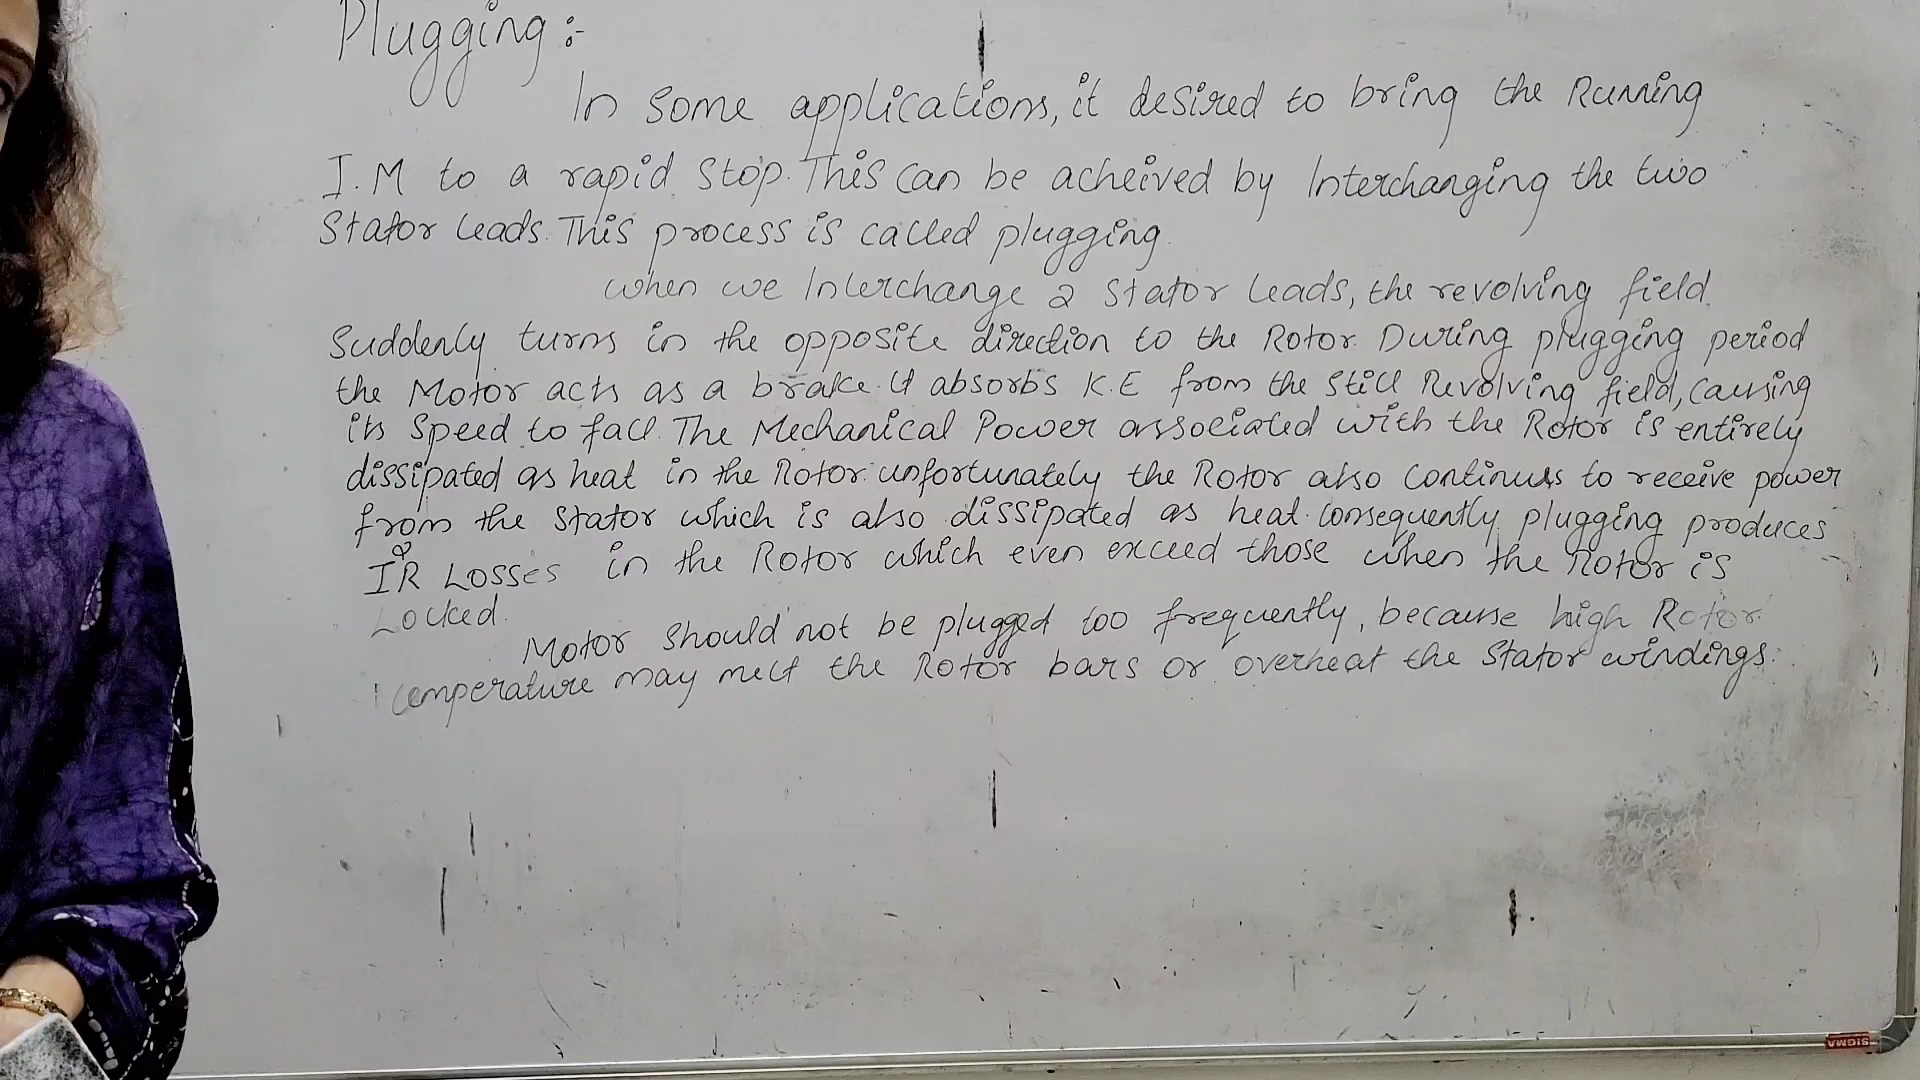 Plugging :-
In some applications, it desired to bring the Running
I.M to a rapid stop. This can be acheived by Interchanging the two
Stator leads. This process is called plugging.
when we Interchange 2 stator leads, the revolving field
Suddenly turns in the opposite direction to the Rotor. During plugging period
the Motor acts as a brake. It absorbs K.E from the still Revolving field, causing
its speed to fall. The Mechanical Power associated with the Rotor is entirely
dissipated as heat in the Rotor. unfortunately the Rotor also continues to receive power
from the stator which is also dissipated as heat. consequently plugging produces
I²R Losses in the Rotor which even exceed those when the Rotor is
Locked.
Motor should not be plugged too frequently, because high Rotor
temperature may melt the Rotor bars or overheat the stator windings.
SIGMA